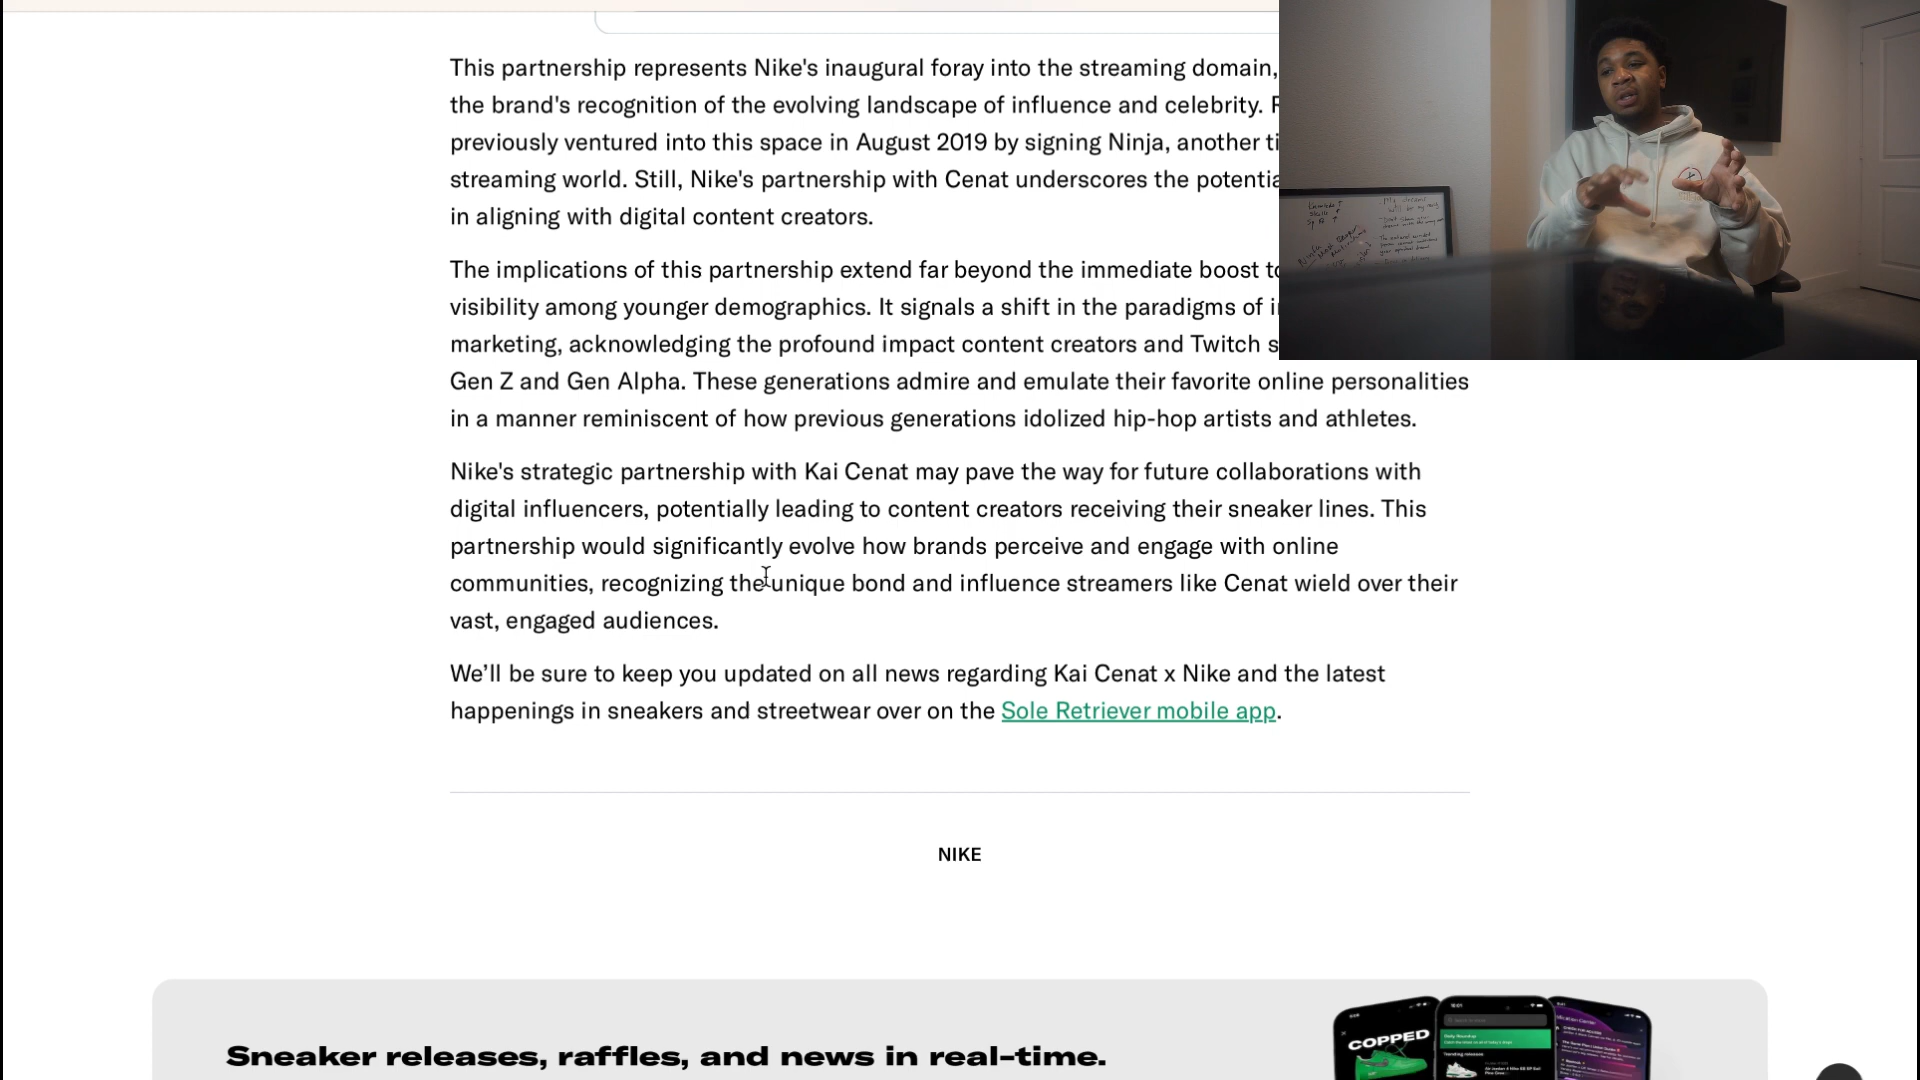 This partnership represents Nike's inaugural foray into the streaming domain,
the brand's recognition of the evolving landscape of influence and celebrity.
previously ventured into this space in August 2019 by signing Ninja, another
streaming world. Still, Nike's partnership with Cenat underscores the
in aligning with digital content creators.
The implications of this partnership extend far beyond the immediate boost
visibility among younger demographics. It signals a shift in the paradigms of
marketing, acknowledging the profound impact content creators and Twitch
Gen Z and Gen Alpha. These generations admire and emulate their favorite online personalities
in a manner reminiscent of how previous generations idolized hip-hop artists and athletes.
Nike's strategic partnership with Kai Cenat may pave the way for future collaborations with
digital influencers, potentially leading to content creators receiving their sneaker lines. This
partnership would significantly evolve how brands perceive and engage with online
communities, recognizing the unique bond and influence streamers like Cenat wield over their
vast, engaged audiences.
We’ll be sure to keep you updated on all news regarding Kai Cenat x Nike and the latest
happenings in sneakers and streetwear over on the Sole Retriever mobile app.
NIKE
Sneaker releases, raffles, and news in real-time.
COPPED